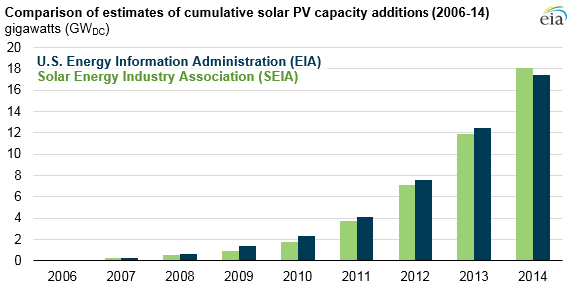 Comparison of estimates of cumulative solar PV capacity additions (2006-14)
gigawatts (GWDC)
eia
20
U.S. Energy Information Administration (EIA)
18
Solar Energy Industry Association (SEIA)
16
14
12
10
8
6
4
2
0
2006 2007 2008 2009 2010 2011 2012 2013 2014